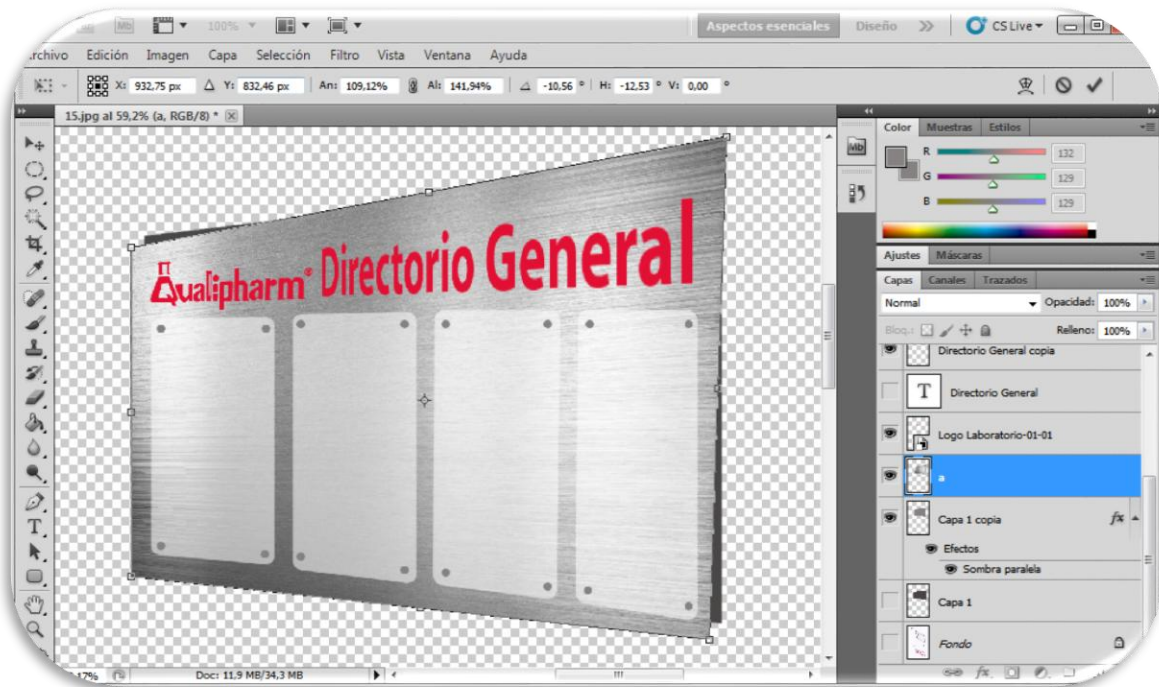 Mb 100% Aspectos esenciales Diseño CS Live
Edición Imagen Capa Selección Filtro Vista Ventana Ayuda
X: 932,75 px Y: 832,46 px An: 109,12% Al: 141,94% -10,56 ° H: -12,53 ° V: 0,00 °
15.jpg al 59,2% (a, RGB/8) *
Color Muestras Estilos
Mb
R 132
G 129
B 129
Ajustes Máscaras
Capas Canales Trazados
Normal Opacidad: 100%
Bloq.: Relleno: 100%
Directorio General copia
T Directorio General
Logo Laboratorio-01-01
a
Capa 1 copia fx
Efectos
Sombra paralela
Capa 1
Fondo
Qualipharm® Directorio General
Doc: 11,9 MB/34,3 MB